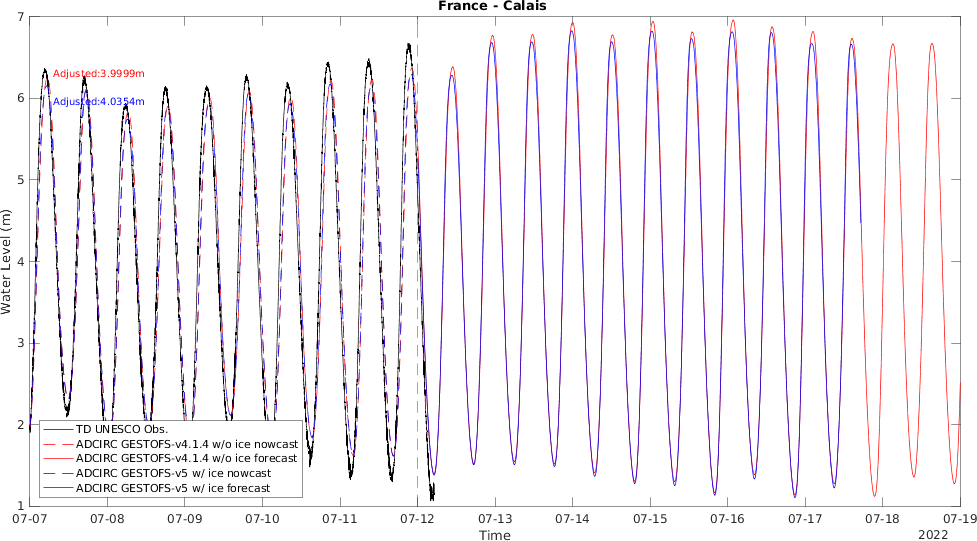 France - Calais
7
6
5
4
3
2
1
Water Level (m)
Adjusted:3.9999m
Adjusted:4.0354m
TD UNESCO Obs.
ADCIRC GESTOFS-v4.1.4 w/o ice nowcast
ADCIRC GESTOFS-v4.1.4 w/o ice forecast
ADCIRC GESTOFS-v5 w/ ice nowcast
ADCIRC GESTOFS-v5 w/ ice forecast
07-07 07-08 07-09 07-10 07-11 07-12 07-13 07-14 07-15 07-16 07-17 07-18 07-19
Time
2022